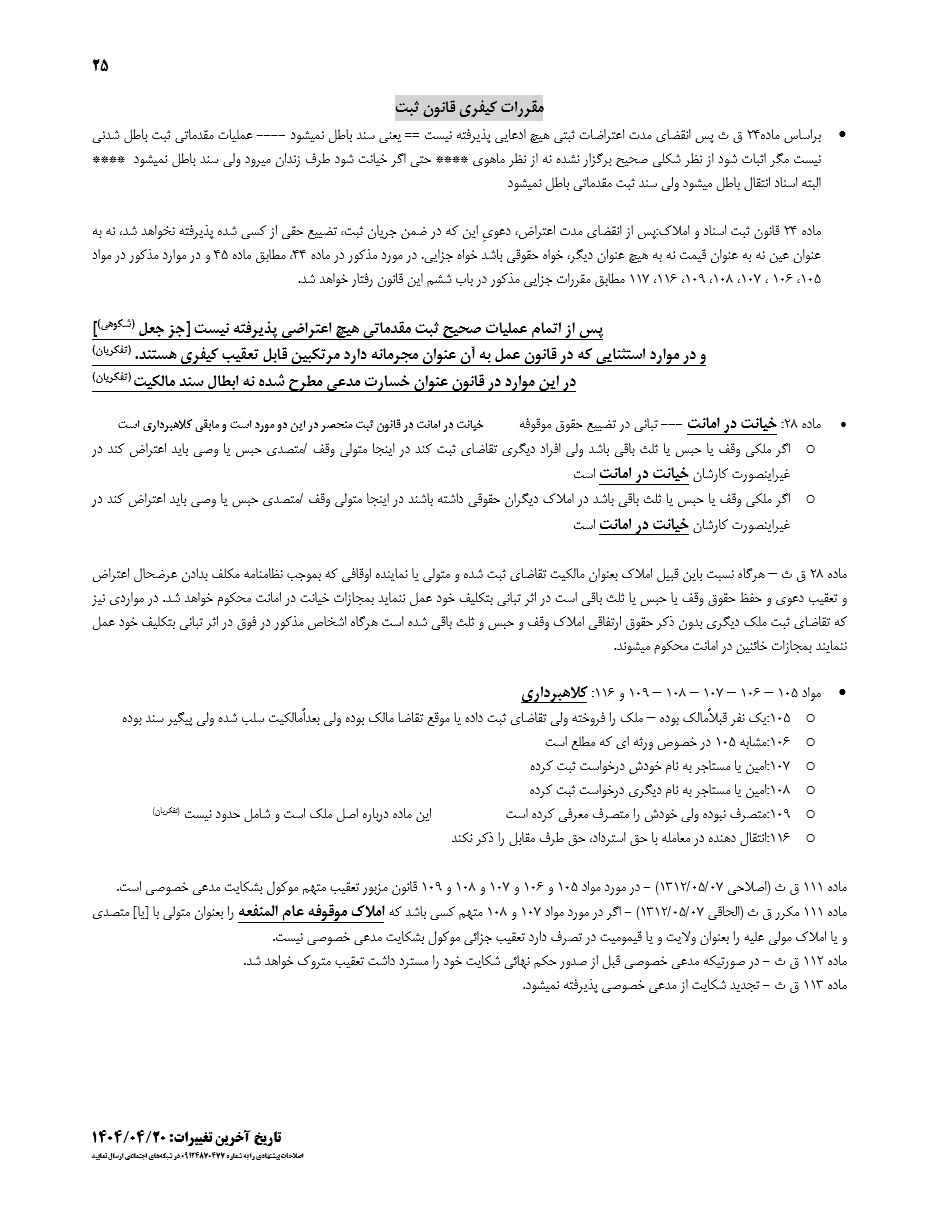 ۲۵
مقررات کیفری قانون ثبت
• براساس ماده۲۴ ق ث پس انقضای مدت اعتراضات ثبتی هیچ ادعایی پذیرفته نیست == یعنی سند باطل نمیشود ---- عملیات مقدماتی ثبت باطل شدنی
نیست مگر اثبات شود از نظر شکلی صحیح برگزار نشده نه از نظر ماهوی **** حتی اگر خیانت شود طرف زندان میرود ولی سند باطل نمیشود ****
البته اسناد انتقال باطل میشود ولی سند ثبت مقدماتی باطل نمیشود
ماده ۲۴ قانون ثبت اسناد و املاک:پس از انقضای مدت اعتراض، دعویِ این که در ضمن جریان ثبت، تضییع حقی از کسی شده پذیرفته نخواهد شد، نه به
عنوان عین نه به عنوان قیمت نه به هیچ عنوان دیگر، خواه حقوقی باشد خواه جزایی. در مورد مذکور در ماده ۴۴، مطابق ماده ۴۵ و در موارد مذکور در مواد
۱۰۵، ۱۰۶ ، ۱۰۷، ۱۰۸، ۱۰۹، ۱۱۶، ۱۱۷ مطابق مقررات جزایی مذکور در باب ششم این قانون رفتار خواهد شد.
پس از اتمام عملیات صحیح ثبت مقدماتی هیچ اعتراضی پذیرفته نیست [جز جعل (شکوهی)]
و در موارد استثنایی که در قانون عمل به آن عنوان مجرمانه دارد مرتکبین قابل تعقیب کیفری هستند. (تفکریان)
در این موارد در قانون عنوان خسارت مدعی مطرح شده نه ابطال سند مالکیت (تفکریان)
• ماده ۲۸: خیانت در امانت --- تبانی در تضییع حقوق موقوفه خیانت در امانت در قانون ثبت منحصر در این دو مورد است و مابقی کلاهبرداری است
○ اگر ملکی وقف یا حبس یا ثلث باقی باشد ولی افراد دیگری تقاضای ثبت کند در اینجا متولی وقف /متصدی حبس یا وصی باید اعتراض کند در
غیراینصورت کارشان خیانت در امانت است
○ اگر ملکی وقف یا حبس یا ثلث باقی باشد در املاک دیگران حقوقی داشته باشند در اینجا متولی وقف /متصدی حبس یا وصی باید اعتراض کند در
غیراینصورت کارشان خیانت در امانت است
ماده ۲۸ ق ث – هرگاه نسبت باین قبیل املاک بعنوان مالکیت تقاضای ثبت شده و متولی یا نماینده اوقافی که بموجب نظامنامه مکلف بدادن عرضحال اعتراض
و تعقیب دعوی و حفظ حقوق وقف یا حبس یا ثلث باقی است در اثر تبانی بتکلیف خود عمل ننماید بمجازات خیانت در امانت محکوم خواهد شد. در مواردی نیز
که تقاضای ثبت ملک دیگری بدون ذکر حقوق ارتفاقی املاک وقف و حبس و ثلث باقی شده است هرگاه اشخاص مذکور در فوق در اثر تبانی بتکلیف خود عمل
ننمایند بمجازات خائنین در امانت محکوم میشوند.
• مواد ۱۰۵ – ۱۰۶ – ۱۰۷ – ۱۰۸ – ۱۰۹ و ۱۱۶: کلاهبرداری
○ ۱۰۵:یک نفر قبلاًمالک بوده – ملک را فروخته ولی تقاضای ثبت داده یا موقع تقاضا مالک بوده ولی بعداًمالکیت سلب شده ولی پیگیر سند بوده
○ ۱۰۶:مشابه ۱۰۵ در خصوص ورثه ای که مطلع است
○ ۱۰۷:امین یا مستاجر به نام خودش درخواست ثبت کرده
○ ۱۰۸:امین یا مستاجر به نام دیگری درخواست ثبت کرده
○ ۱۰۹:متصرف نبوده ولی خودش را متصرف معرفی کرده است این ماده درباره اصل ملک است و شامل حدود نیست (تفکریان)
○ ۱۱۶:انتقال دهنده در معامله با حق استرداد، حق طرف مقابل را ذکر نکند
ماده ۱۱۱ ق ث (اصلاحی ۱۳۱۲/۰۵/۰۷) - در مورد مواد ۱۰۵ و ۱۰۶ و ۱۰۷ و ۱۰۸ و ۱۰۹ قانون مزبور تعقیب متهم موکول بشکایت مدعی خصوصی است.
ماده ۱۱۱ مکرر ق ث (الحاقی ۱۳۱۲/۰۵/۰۷) - اگر در مورد مواد ۱۰۷ و ۱۰۸ متهم کسی باشد که املاک موقوفه عام المنفعه را بعنوان متولی با [یا] متصدی
و یا املاک مولی علیه را بعنوان ولایت و یا قیمومیت در تصرف دارد تعقیب جزائی موکول بشکایت مدعی خصوصی نیست.
ماده ۱۱۲ ق ث - در صورتیکه مدعی خصوصی قبل از صدور حکم نهائی شکایت خود را مسترد داشت تعقیب متروک خواهد شد.
ماده ۱۱۳ ق ث - تجدید شکایت از مدعی خصوصی پذیرفته نمیشود.
تاریخ آخرین تغییرات: ۱۴۰۴/۰۴/۲۰
اصلاحات پیشنهادی را به شماره ۰۹۱۲۴۸۷۰۴۷۷ در شبکه‌های اجتماعی ارسال نمایید